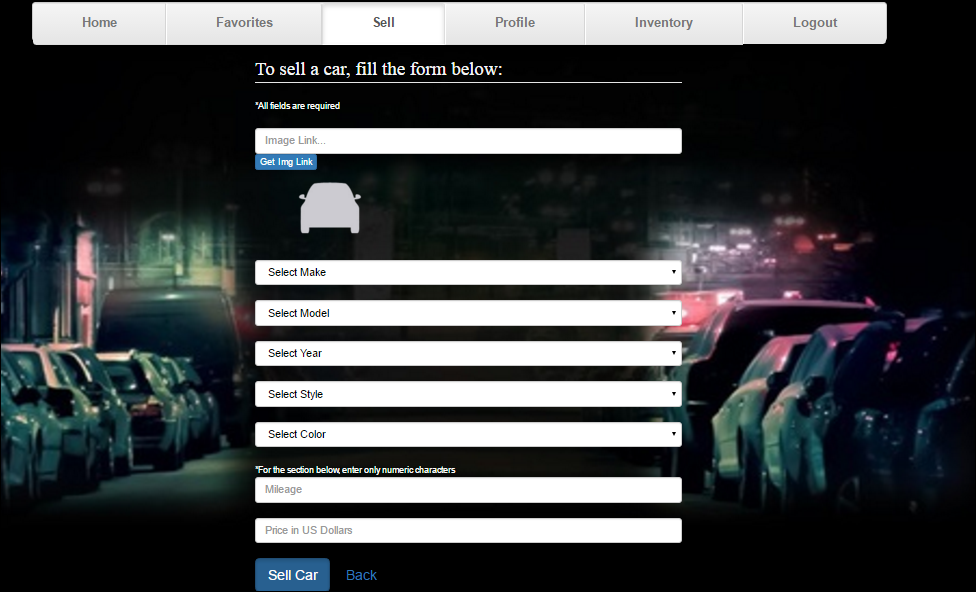 Home Favorites Sell Profile Inventory Logout
To sell a car, fill the form below:
*All fields are required
Image Link...
Get Img Link
Select Make
Select Model
Select Year
Select Style
Select Color
*For the section below, enter only numeric characters
Mileage
Price in US Dollars
Sell Car Back